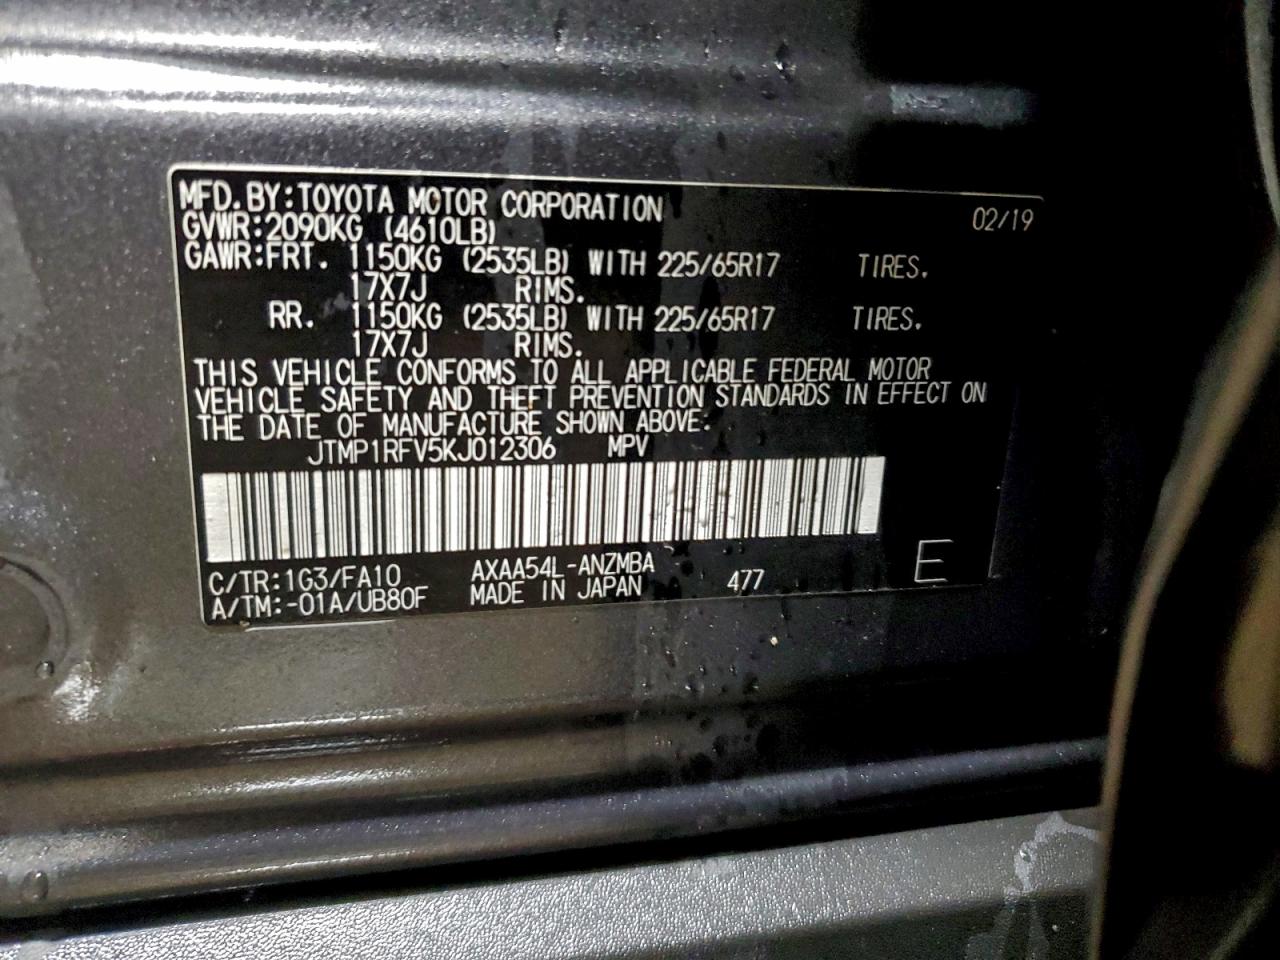 MFD. BY: TOYOTA MOTOR CORPORATION 02/19
GVWR: 2090KG (4610LB)
GAWR: FRT. 1150KG (2535LB) WITH 225/65R17 TIRES.
17X7J RIMS.
RR. 1150KG (2535LB) WITH 225/65R17 TIRES.
17X7J RIMS.
THIS VEHICLE CONFORMS TO ALL APPLICABLE FEDERAL MOTOR
VEHICLE SAFETY AND THEFT PREVENTION STANDARDS IN EFFECT ON
THE DATE OF MANUFACTURE SHOWN ABOVE.
JTMP1RFV5KJ012306 MPV
C/TR: 1G3/FA10 AXAA54L-ANZMBA
A/TM: -01A/UB80F MADE IN JAPAN 477 E